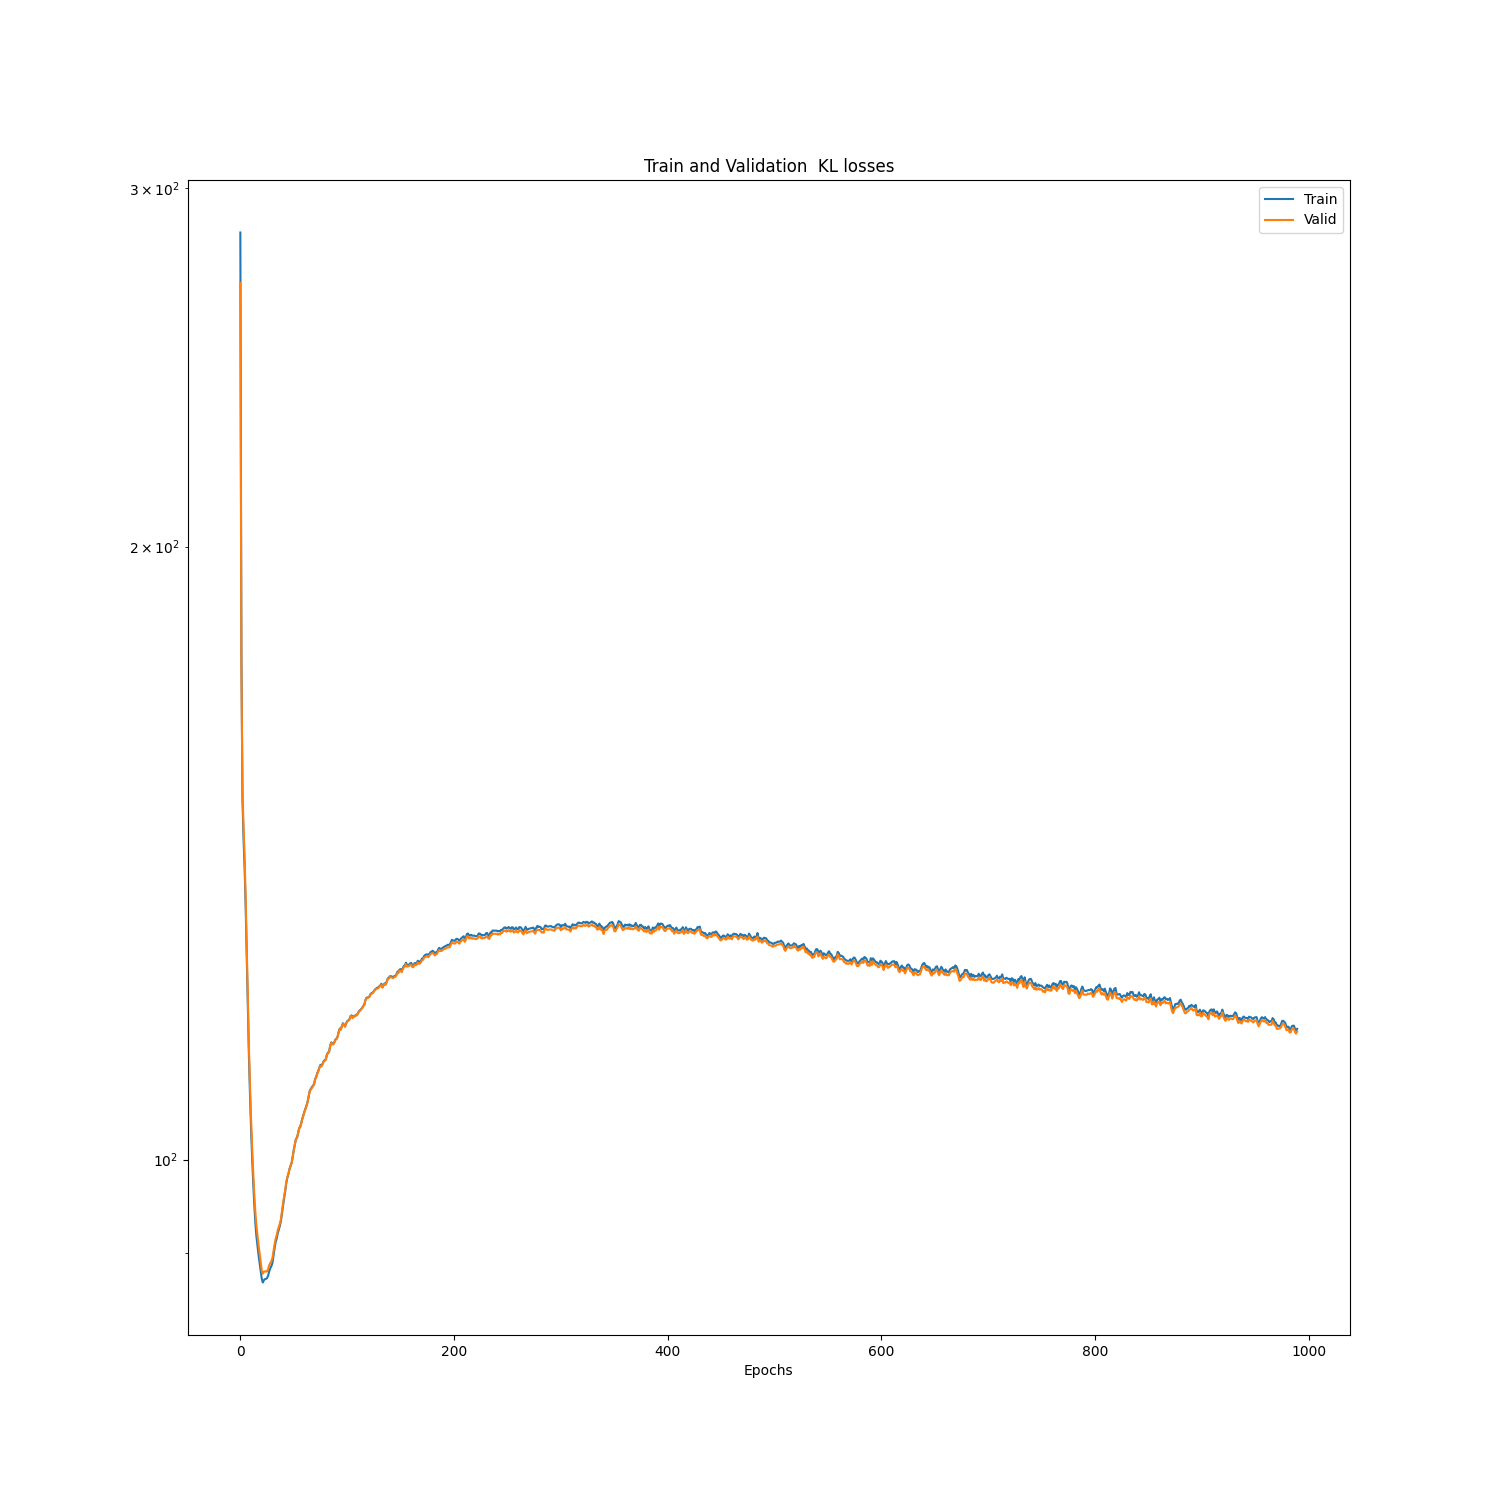 Train and Validation  KL losses
3 × 10²
Train
Valid
2 × 10²
10²
0 200 400 600 800 1000
Epochs